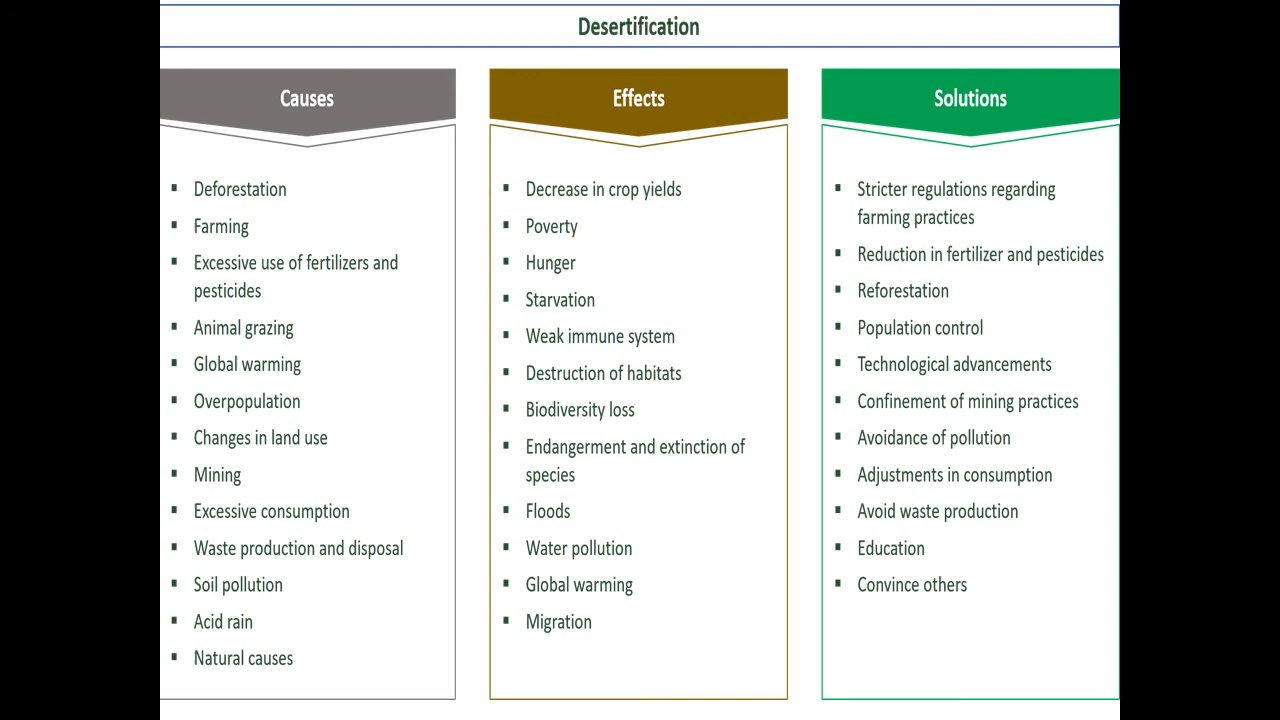 Desertification
Causes
Deforestation
Farming
Excessive use of fertilizers and
pesticides
Animal grazing
Global warming
Overpopulation
Changes in land use
Mining
Excessive consumption
Waste production and disposal
Soil pollution
Acid rain
Natural causes
Effects
Decrease in crop yields
Poverty
Hunger
Starvation
Weak immune system
Destruction of habitats
Biodiversity loss
Endangerment and extinction of
species
Floods
Water pollution
Global warming
Migration
Solutions
Stricter regulations regarding
farming practices
Reduction in fertilizer and pesticides
Reforestation
Population control
Technological advancements
Confinement of mining practices
Avoidance of pollution
Adjustments in consumption
Avoid waste production
Education
Convince others